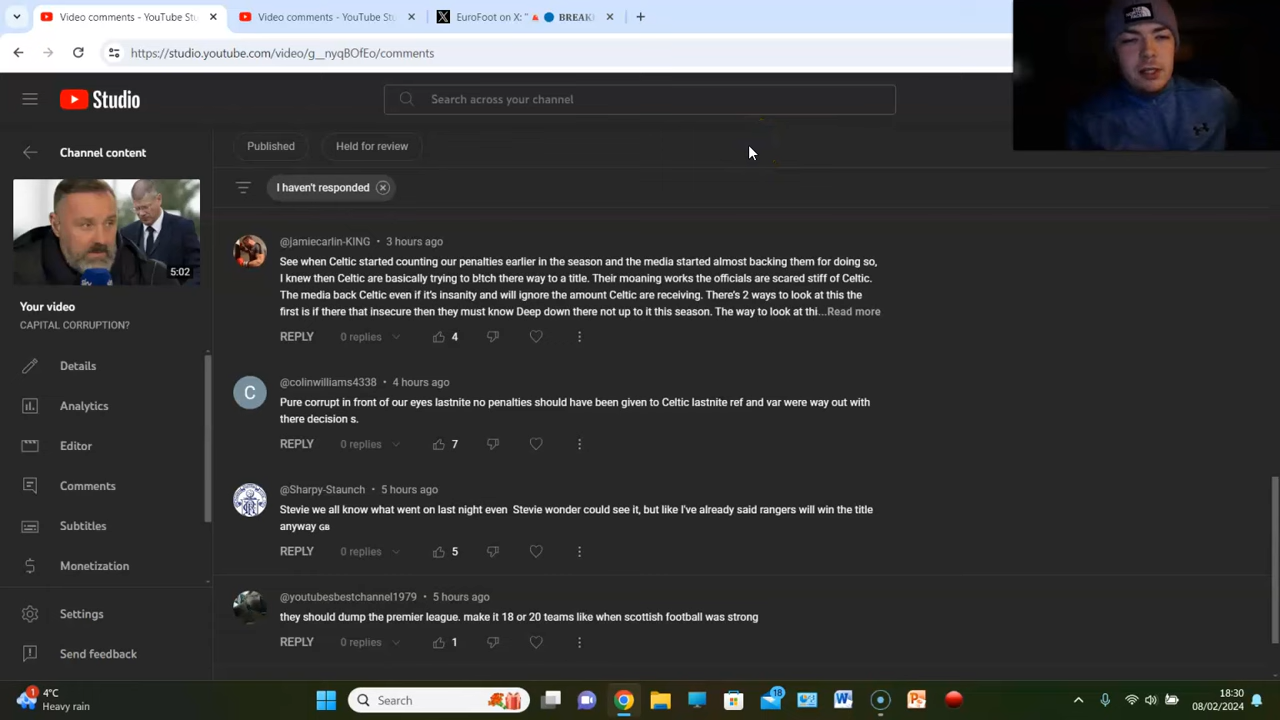 Video comments - YouTube St
Video comments - YouTube St
EuroFoot on X: "🔺🔵 BREAKI
https://studio.youtube.com/video/g__nyqBOfEo/comments
Studio
Search across your channel
Channel content
Published
Held for review
I haven't responded
5:02
Your video
CAPITAL CORRUPTION?
Details
Analytics
Editor
Comments
Subtitles
Monetization
Settings
Send feedback
@jamiecarlin-KING • 3 hours ago
See when Celtic started counting our penalties earlier in the season and the media started almost backing them for doing so,
I knew then Celtic are basically trying to b!tch there way to a title. Their moaning works the officials are scared stiff of Celtic.
The media back Celtic even if it's insanity and will ignore the amount Celtic are receiving. There's 2 ways to look at this the
first is if there that insecure then they must know Deep down there not up to it this season. The way to look at thi...Read more
REPLY 0 replies 4
C
@colinwilliams4338 • 4 hours ago
Pure corrupt in front of our eyes lastnite no penalties should have been given to Celtic lastnite ref and var were way out with
there decision s.
REPLY 0 replies 7
@Sharpy-Staunch • 5 hours ago
Stevie we all know what went on last night even Stevie wonder could see it, but like I've already said rangers will win the title
anyway GB
REPLY 0 replies 5
@youtubesbestchannel1979 • 5 hours ago
they should dump the premier league. make it 18 or 20 teams like when scottish football was strong
REPLY 0 replies 1
1
4°C
Heavy rain
Search
18
18:30
08/02/2024